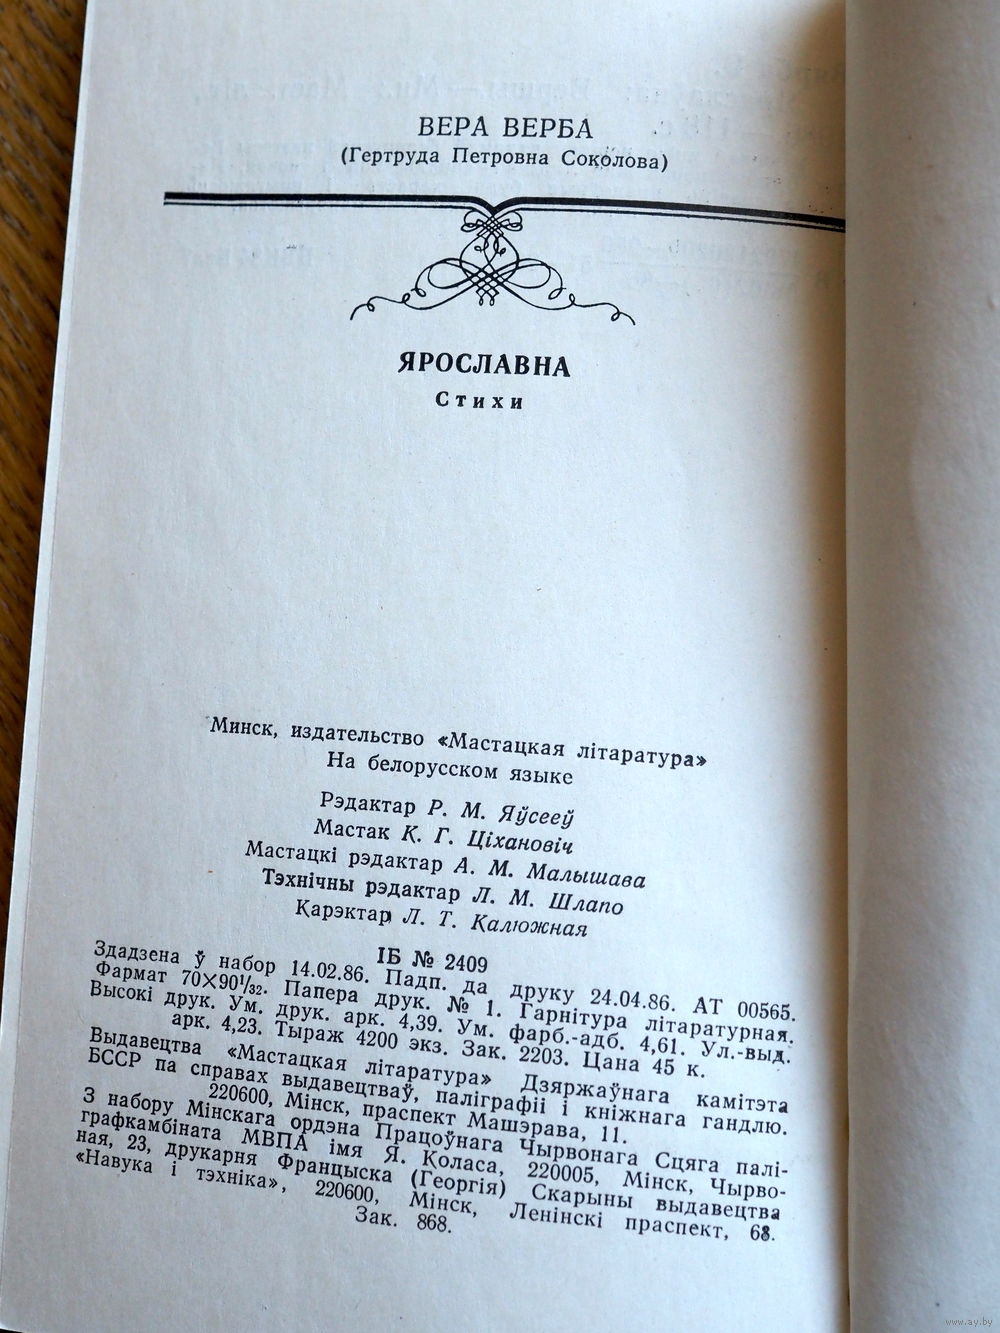 ВЕРА ВЕРБА
(Гертруда Петровна Соколова)
ЯРОСЛАВНА
Стихи
Минск, издательство «Мастацкая літаратура»
На белорусском языке
Рэдактар Р. М. Яўсееў
Мастак К. Г. Ціхановіч
Мастацкі рэдактар А. М. Малышава
Тэхнічны рэдактар Л. М. Шлапо
Карэктар Л. Т. Калюжная
ІБ № 2409
Здадзена ў набор 14.02.86. Падп. да друку 24.04.86. АТ 00565.
Фармат 70×90¹/₃₂. Папера друк. № 1. Гарнітура літаратурная.
Высокі друк. Ум. друк. арк. 4,39. Ум. фарб.-адб. 4,61. Ул.-выд.
арк. 4,23. Тыраж 4200 экз. Зак. 2203. Цана 45 к.
Выдавецтва «Мастацкая літаратура» Дзяржаўнага камітэта
БССР па справах выдавецтваў, паліграфіі і кніжнага гандлю.
220600, Мінск, праспект Машэрава, 11.
З набору Мінскага ордэна Працоўнага Чырвонага Сцяга палі-
графкамбіната МВПА імя Я. Коласа, 220005, Мінск, Чырво-
ная, 23, друкарня Францыска (Георгія) Скарыны выдавецтва
«Навука і тэхніка», 220600, Мінск, Ленінскі праспект, 68.
Зак. 868.
www.ay.by